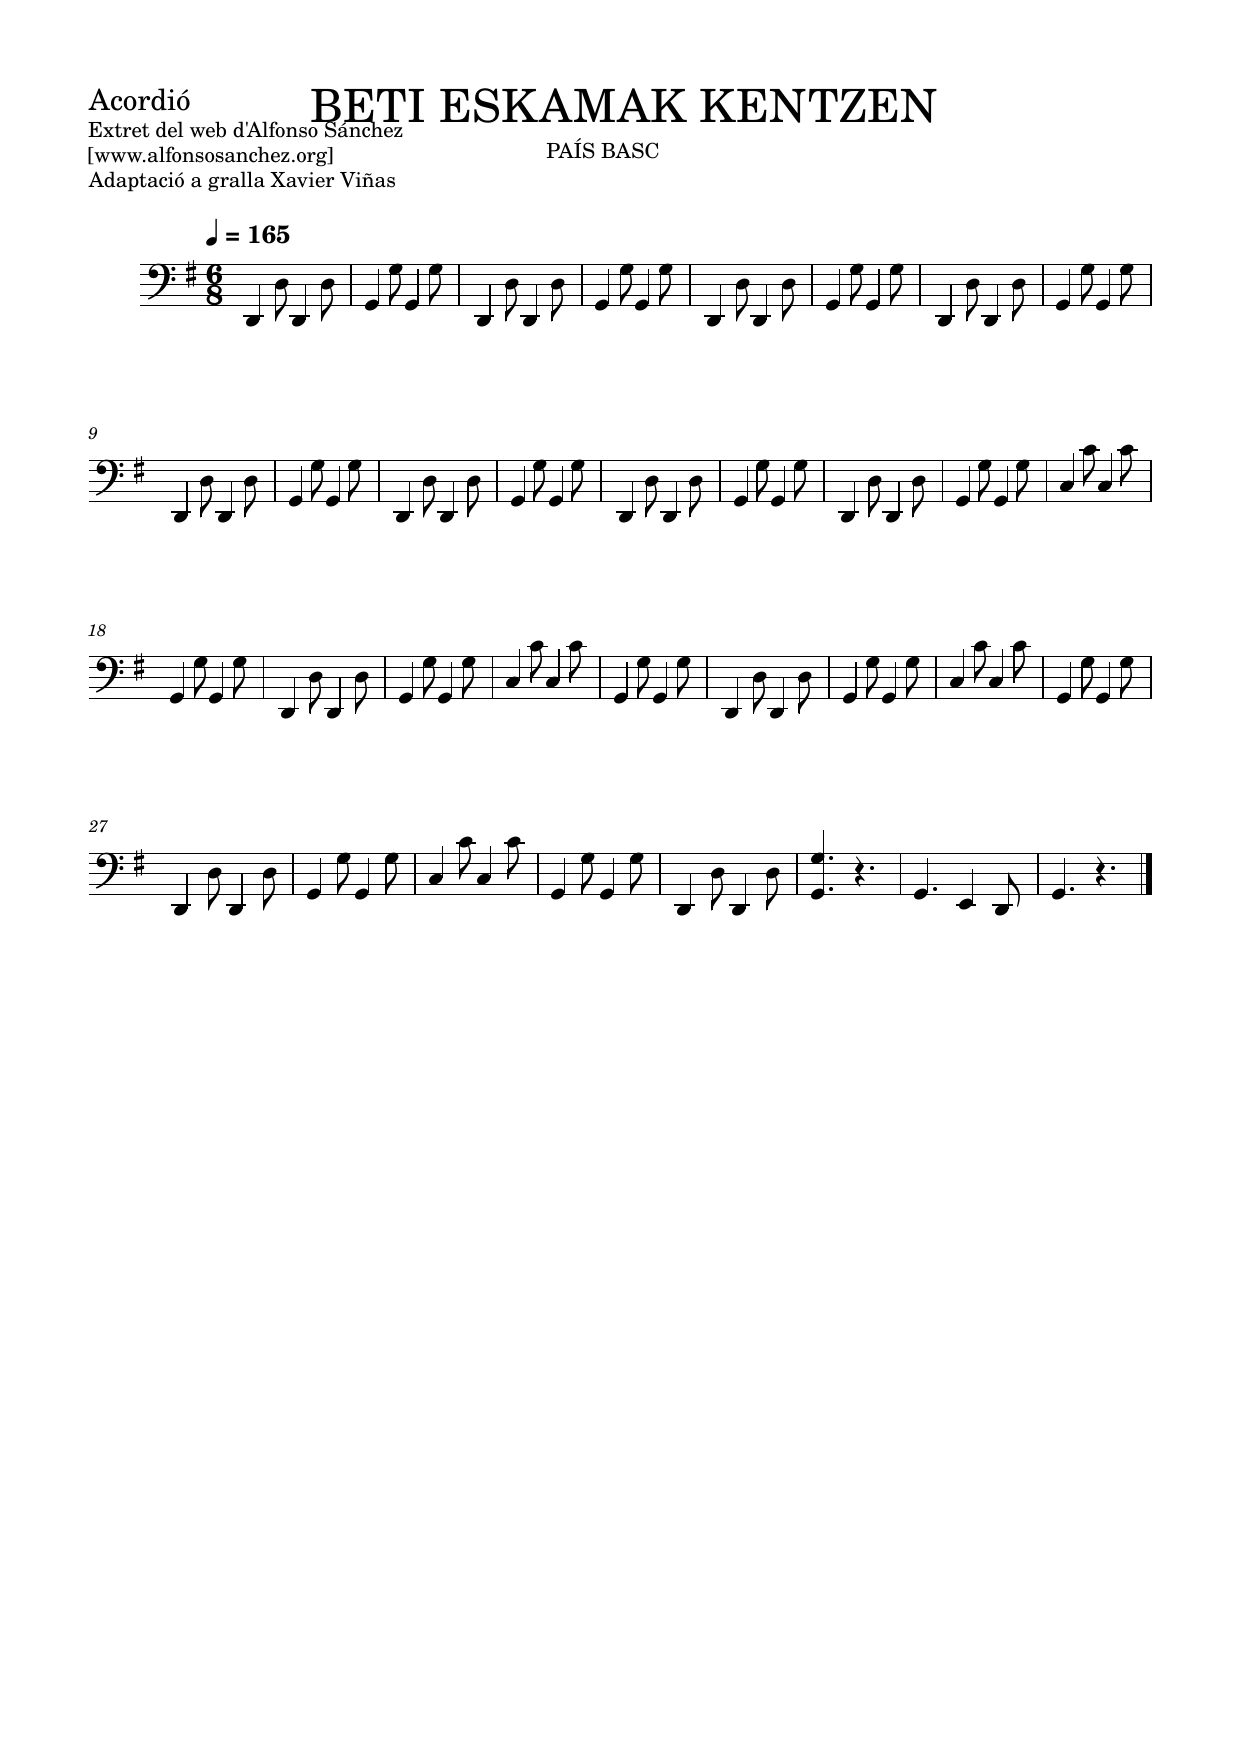 Acordió
BETI ESKAMAK KENTZEN
Extret del web d'Alfonso Sánchez
[www.alfonsosanchez.org]
PAÍS BASC
Adaptació a gralla Xavier Viñas
= 165
6
8
9
18
27